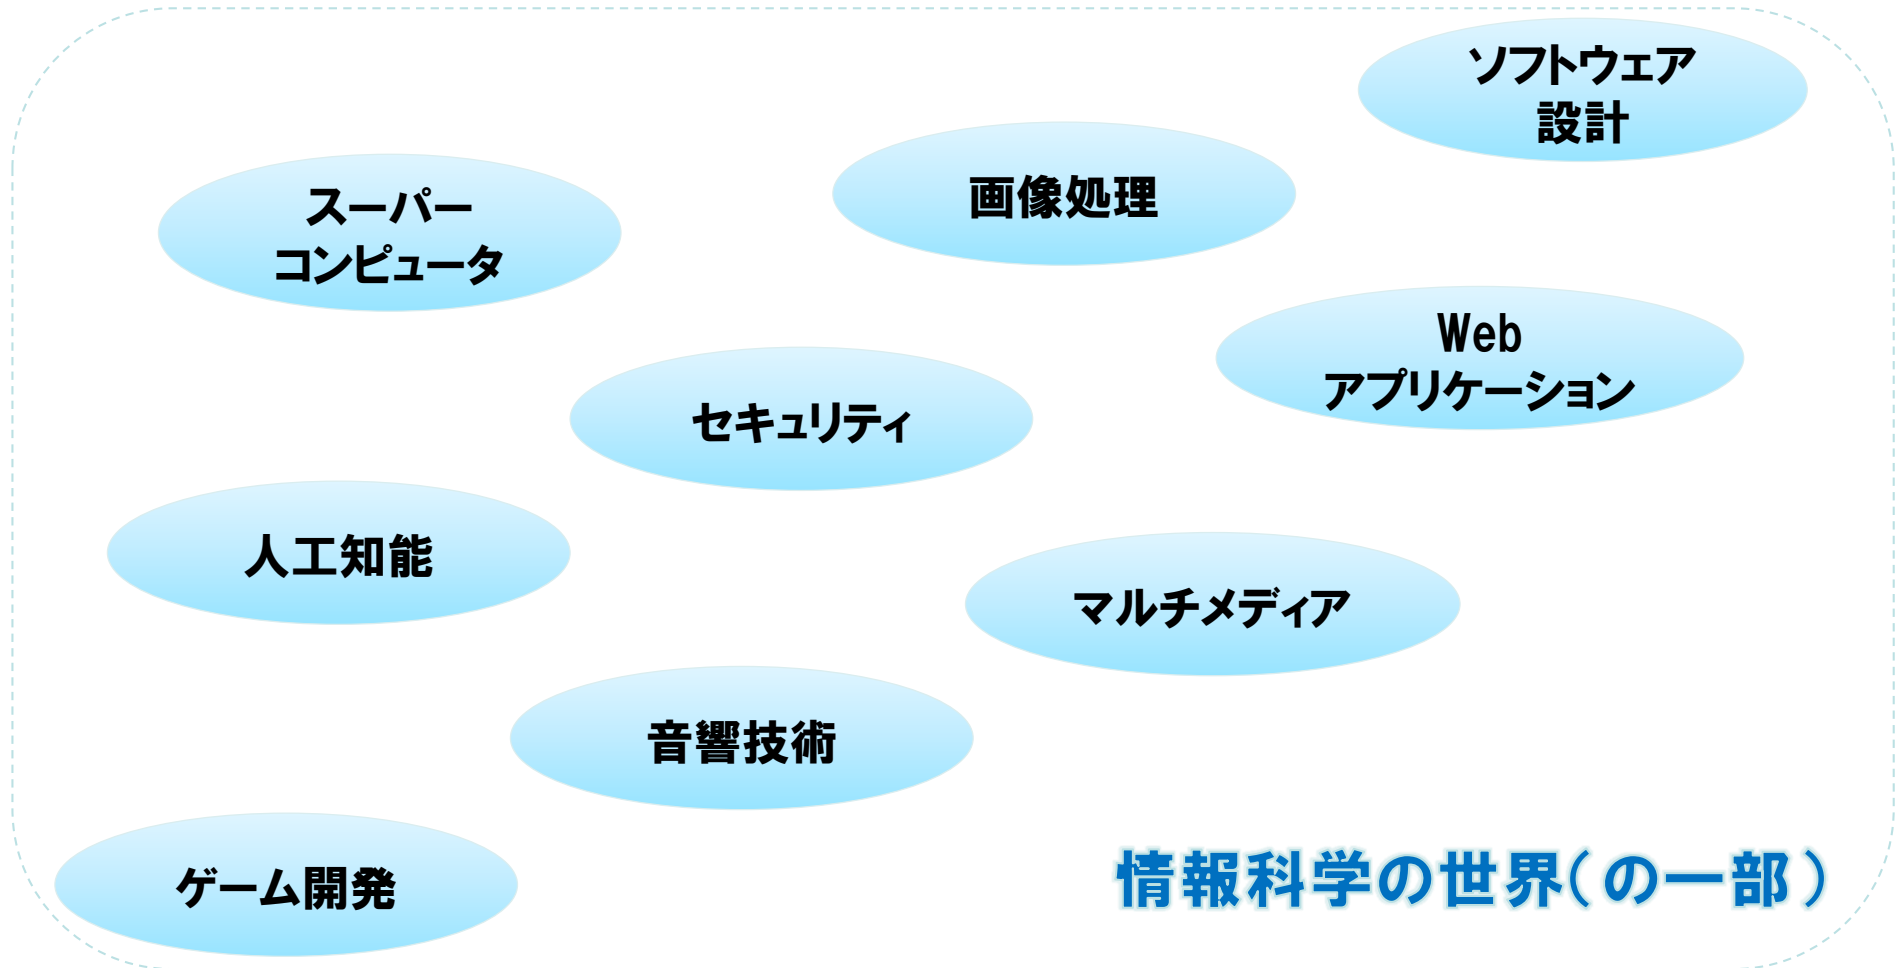 ソフトウェア
設計
画像処理
スーパー
コンピュータ
Web
アプリケーション
セキュリティ
人工知能
マルチメディア
音響技術
ゲーム開発
情報科学の世界（の一部）